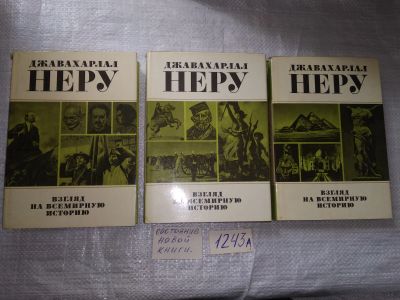 ДЖАВАХАРЛАЛ
НЕРУ
ВЗГЛЯД
НА ВСЕМИРНУЮ
ИСТОРИЮ
ДЖАВАХАРЛАЛ
НЕРУ
ВЗГЛЯД
НА ВСЕМИРНУЮ
ИСТОРИЮ
ДЖАВАХАРЛАЛ
НЕРУ
ВЗГЛЯД
НА ВСЕМИРНУЮ
ИСТОРИЮ
состояние
новой
книги.
1243А